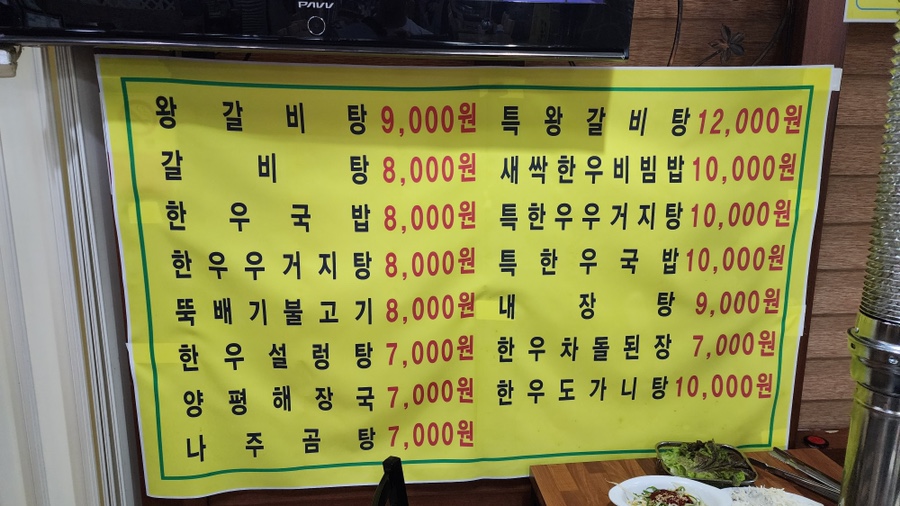 PAVV
왕갈비탕 9,000원
갈비탕 8,000원
한우국밥 8,000원
한우우거지탕 8,000원
뚝배기불고기 8,000원
한우설렁탕 7,000원
양평해장국 7,000원
나주곰탕 7,000원
특왕갈비탕 12,000원
새싹한우비빔밥 10,000원
특한우우거지탕 10,000원
특한우국밥 10,000원
내장탕 9,000원
한우차돌된장 7,000원
한우도가니탕 10,000원